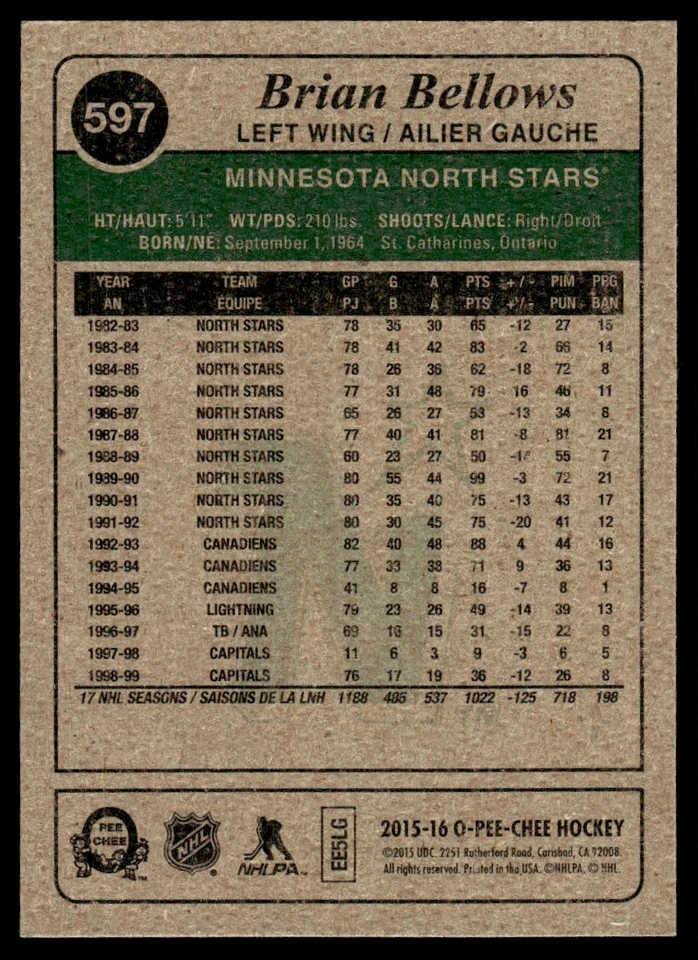 597
Brian Bellows
LEFT WING / AILIER GAUCHE
MINNESOTA NORTH STARS
HT/HAUT: 5'11" WT/PDS: 210 lbs SHOOTS/LANCE: Right/Droit
BORN/NÉ: September 1, 1964 St. Catharines, Ontario
YEAR TEAM GP G A PTS +/- PIM PPG
AN ÉQUIPE PJ B A PTS +/- PUN BAN
1982-83 NORTH STARS 78 35 30 65 -12 27 15
1983-84 NORTH STARS 78 41 42 83 -2 66 14
1984-85 NORTH STARS 78 26 36 62 -18 72 8
1985-86 NORTH STARS 77 31 48 79 16 46 11
1986-87 NORTH STARS 65 26 27 53 -13 34 8
1987-88 NORTH STARS 77 40 41 81 -8 81 21
1988-89 NORTH STARS 60 23 27 50 55 7
1989-90 NORTH STARS 80 55 44 99 -3 72 21
1990-91 NORTH STARS 80 35 40 75 -13 43 17
1991-92 NORTH STARS 80 30 45 75 -20 41 12
1992-93 CANADIENS 82 40 48 88 4 44 16
1993-94 CANADIENS 77 33 38 71 9 36 13
1994-95 CANADIENS 41 8 8 16 -7 8 1
1995-96 LIGHTNING 79 23 26 49 -14 39 13
1996-97 TB / ANA 69 16 15 31 -15 22 8
1997-98 CAPITALS 11 6 3 9 -3 6 5
1998-99 CAPITALS 76 17 19 36 -12 26 8
17 NHL SEASONS / SAISONS DE LA LNH 1188 485 537 1022 -125 718 198
PEE
CHEE
NHL
NHLPA
EE5LG
2015-16 O-PEE-CHEE HOCKEY
©2015 UDC. 2251 Rutherford Road, Carlsbad, CA 92008.
All rights reserved. Printed in the USA. ©NHLPA. © NHL.